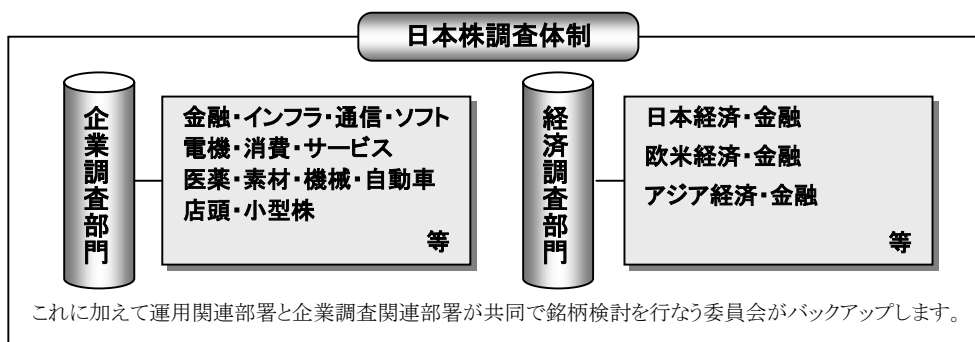 日本株調査体制
企業調査部門
金融・インフラ・通信・ソフト
電機・消費・サービス
医薬・素材・機械・自動車
店頭・小型株
等
経済調査部門
日本経済・金融
欧米経済・金融
アジア経済・金融
等
これに加えて運用関連部署と企業調査関連部署が共同で銘柄検討を行なう委員会がバックアップします。